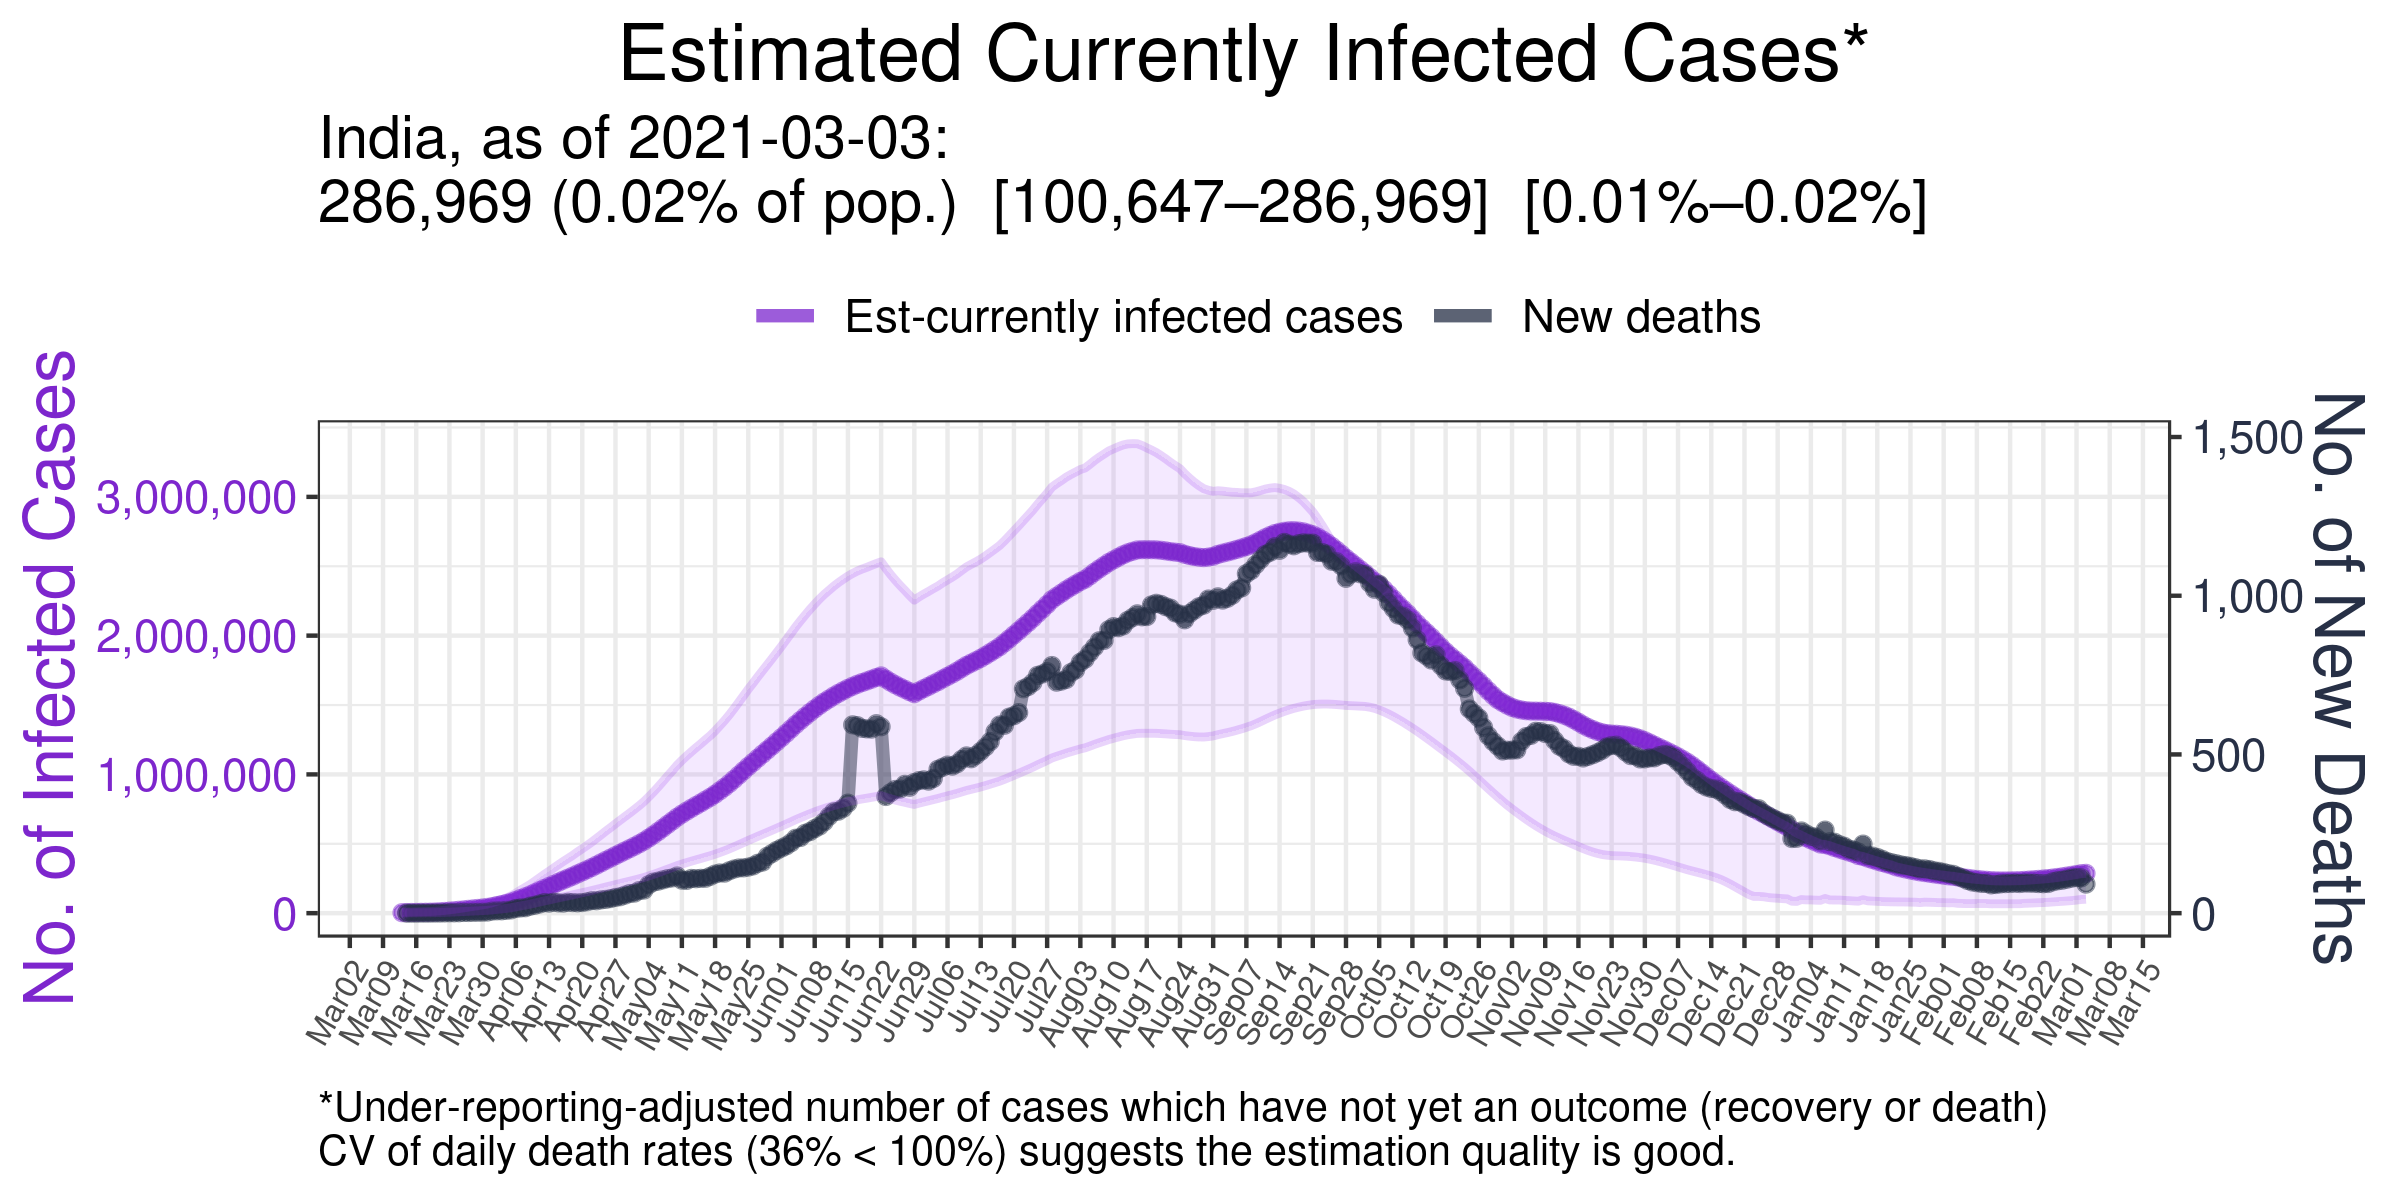 Estimated Currently Infected Cases*
India, as of 2021-03-03:
286,969 (0.02% of pop.)  [100,647–286,969]  [0.01%–0.02%]
Est-currently infected cases
New deaths
No. of Infected Cases
3,000,000
2,000,000
1,000,000
0
1,500
1,000
500
0
No. of New Deaths
Mar02
Mar09
Mar16
Mar23
Mar30
Apr06
Apr13
Apr20
Apr27
May04
May11
May18
May25
Jun01
Jun08
Jun15
Jun22
Jun29
Jul06
Jul13
Jul20
Jul27
Aug03
Aug10
Aug17
Aug24
Aug31
Sep07
Sep14
Sep21
Sep28
Oct05
Oct12
Oct19
Oct26
Nov02
Nov09
Nov16
Nov23
Nov30
Dec07
Dec14
Dec21
Dec28
Jan04
Jan11
Jan18
Jan25
Feb01
Feb08
Feb15
Feb22
Mar01
Mar08
Mar15
*Under-reporting-adjusted number of cases which have not yet an outcome (recovery or death)
CV of daily death rates (36% < 100%) suggests the estimation quality is good.